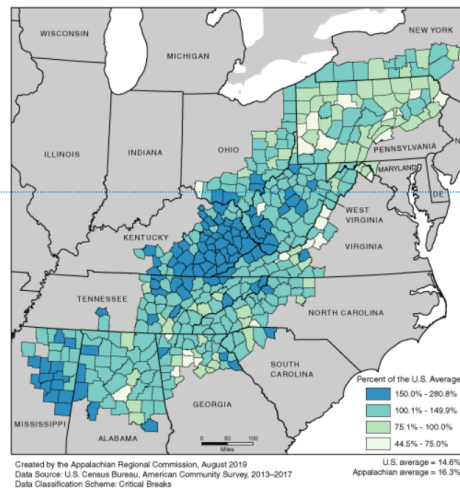 WISCONSIN
NEW YORK
MICHIGAN
PENNSYLVANIA
ILLINOIS
INDIANA
OHIO
MARYLAND
DE
WEST
VIRGINIA
KENTUCKY
VIRGINIA
TENNESSEE
NORTH CAROLINA
SOUTH
CAROLINA
GEORGIA
MISSISSIPPI
ALABAMA
0 50 100
Miles
Percent of the U.S. Average
150.0% - 280.8%
100.1% - 149.9%
75.1% - 100.0%
44.5% - 75.0%
U.S. average = 14.6%
Appalachian average = 16.3%
Created by the Appalachian Regional Commission, August 2019
Data Source: U.S. Census Bureau, American Community Survey, 2013–2017
Data Classification Scheme: Critical Breaks